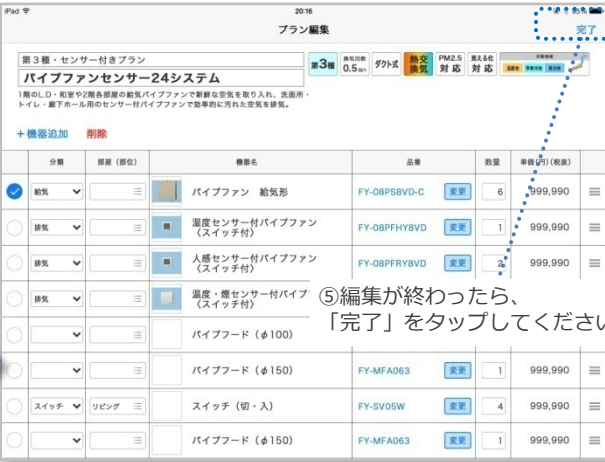 iPad
20:16
プラン編集
完了
第３種・センサー付きプラン
パイプファンセンサー24システム
1階のL.D・和室や2階各部屋の給気パイプファンで新鮮な空気を取り入れ、洗面所・
トイレ・廊下ホール用のセンサー付パイプファンで効率的に汚れた空気を排気。
第3種
換気回数
0.5
ダクト式
熱交
換気
PM2.5
対応
見える化
対応
＋機器追加 削除
分類 部屋（部位） 機器名 品番 数量 単価(円)(税抜)
給気 パイプファン 給気形 FY-08PS8VD-C 変更 6 999,990
排気 湿度センサー付パイプファン
〈スイッチ付〉 FY-08PFHY8VD 変更 1 999,990
排気 人感センサー付パイプファン
〈スイッチ付〉 FY-08PFRY8VD 変更 2 999,990
排気 温度・煙センサー付パイプ
〈スイッチ付〉
⑤編集が終わったら、
「完了」をタップしてくださ
パイプフード（φ100）
パイプフード（φ150） FY-MFA063 変更 1 999,990
スイッチ リビング スイッチ（切・入） FY-SV05W 変更 4 999,990
パイプフード（φ150） FY-MFA063 変更 1 999,990